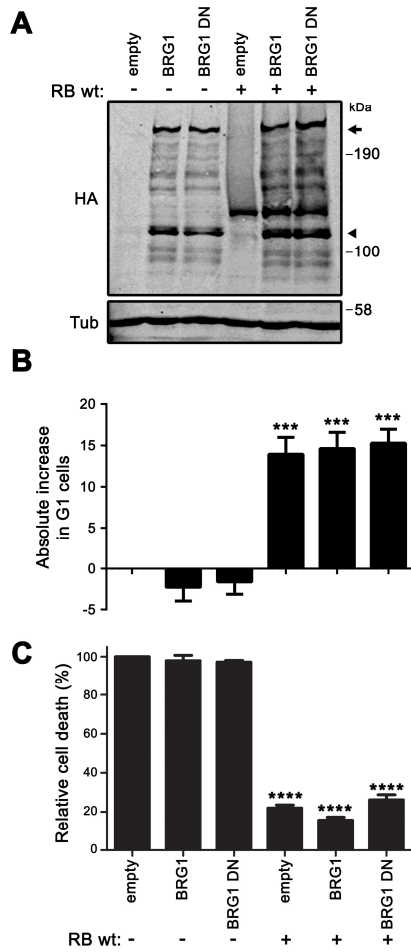 A
empty
BRG1
BRG1 DN
empty
BRG1
BRG1 DN
RB wt: - - - + + +
kDa
-190
HA
-100
-58
Tub
B
20
15
10
5
0
-5
Absolute increase
in G1 cells
*** *** ***
C
100
80
60
40
20
0
Relative cell death (%)
**** **** ****
empty
BRG1
BRG1 DN
empty
BRG1
BRG1 DN
RB wt: - - - + + +